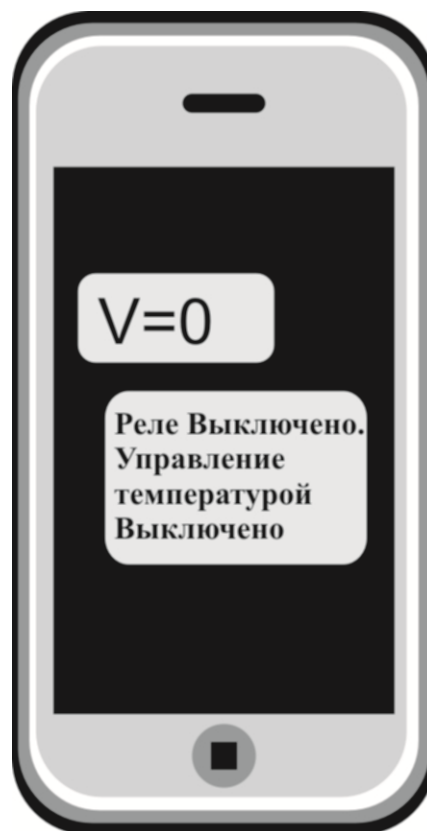 V=0
Реле Выключено.
Управление
температурой
Выключено